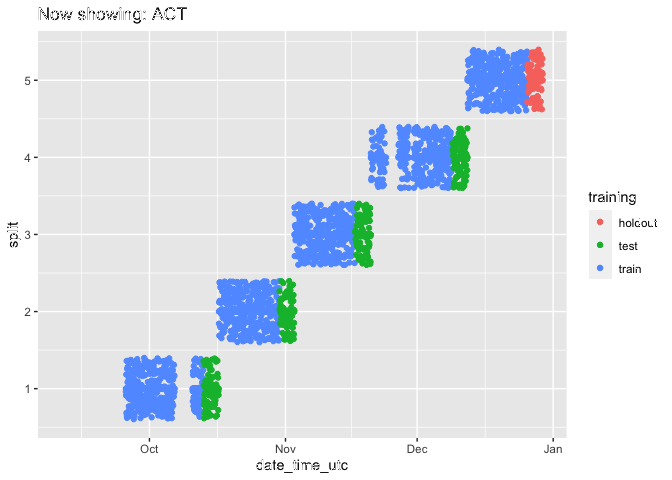 Now showing: ACT
split
5
4
3
2
1
Oct
Nov
Dec
Jan
date_time_utc
training
holdout
test
train